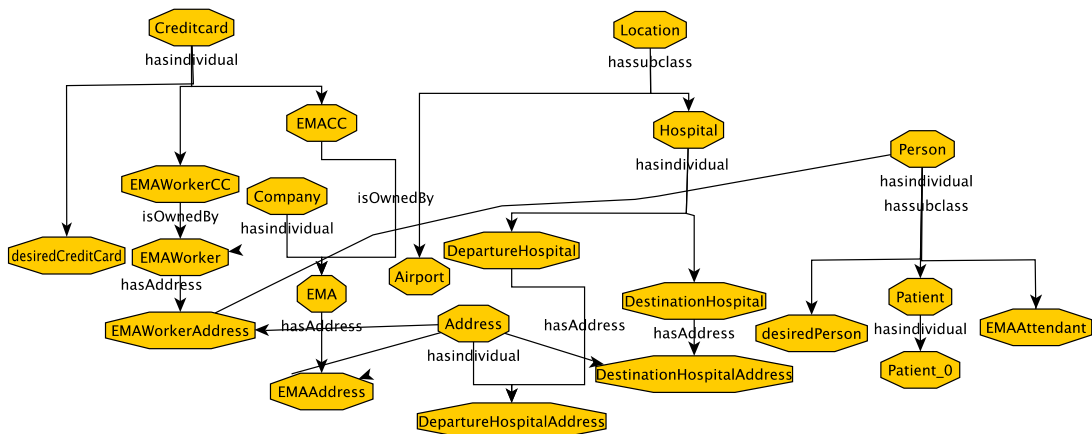 Creditcard
Location
hasindividual
hassubclass
EMACC
Hospital
Person
hasindividual
hasindividual
EMAWorkerCC
Company
isOwnedBy
hassubclass
isOwnedBy
hasindividual
desiredCreditCard
EMAWorker
DepartureHospital
Airport
hasAddress
EMA
DestinationHospital
Patient
EMAWorkerAddress
hasAddress
Address
hasAddress
hasAddress
desiredPerson
hasindividual
EMAAttendant
hasindividual
EMAAddress
DestinationHospitalAddress
Patient_0
DepartureHospitalAddress